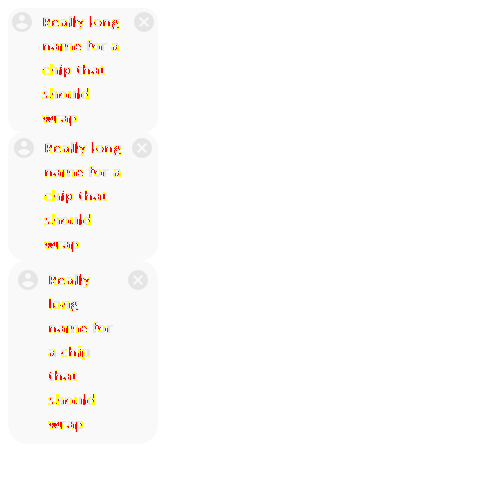 Really long
name for a
chip that
should
wrap
Really long
name for a
chip that
should
wrap
Really
long
name for
a chip
that
should
wrap